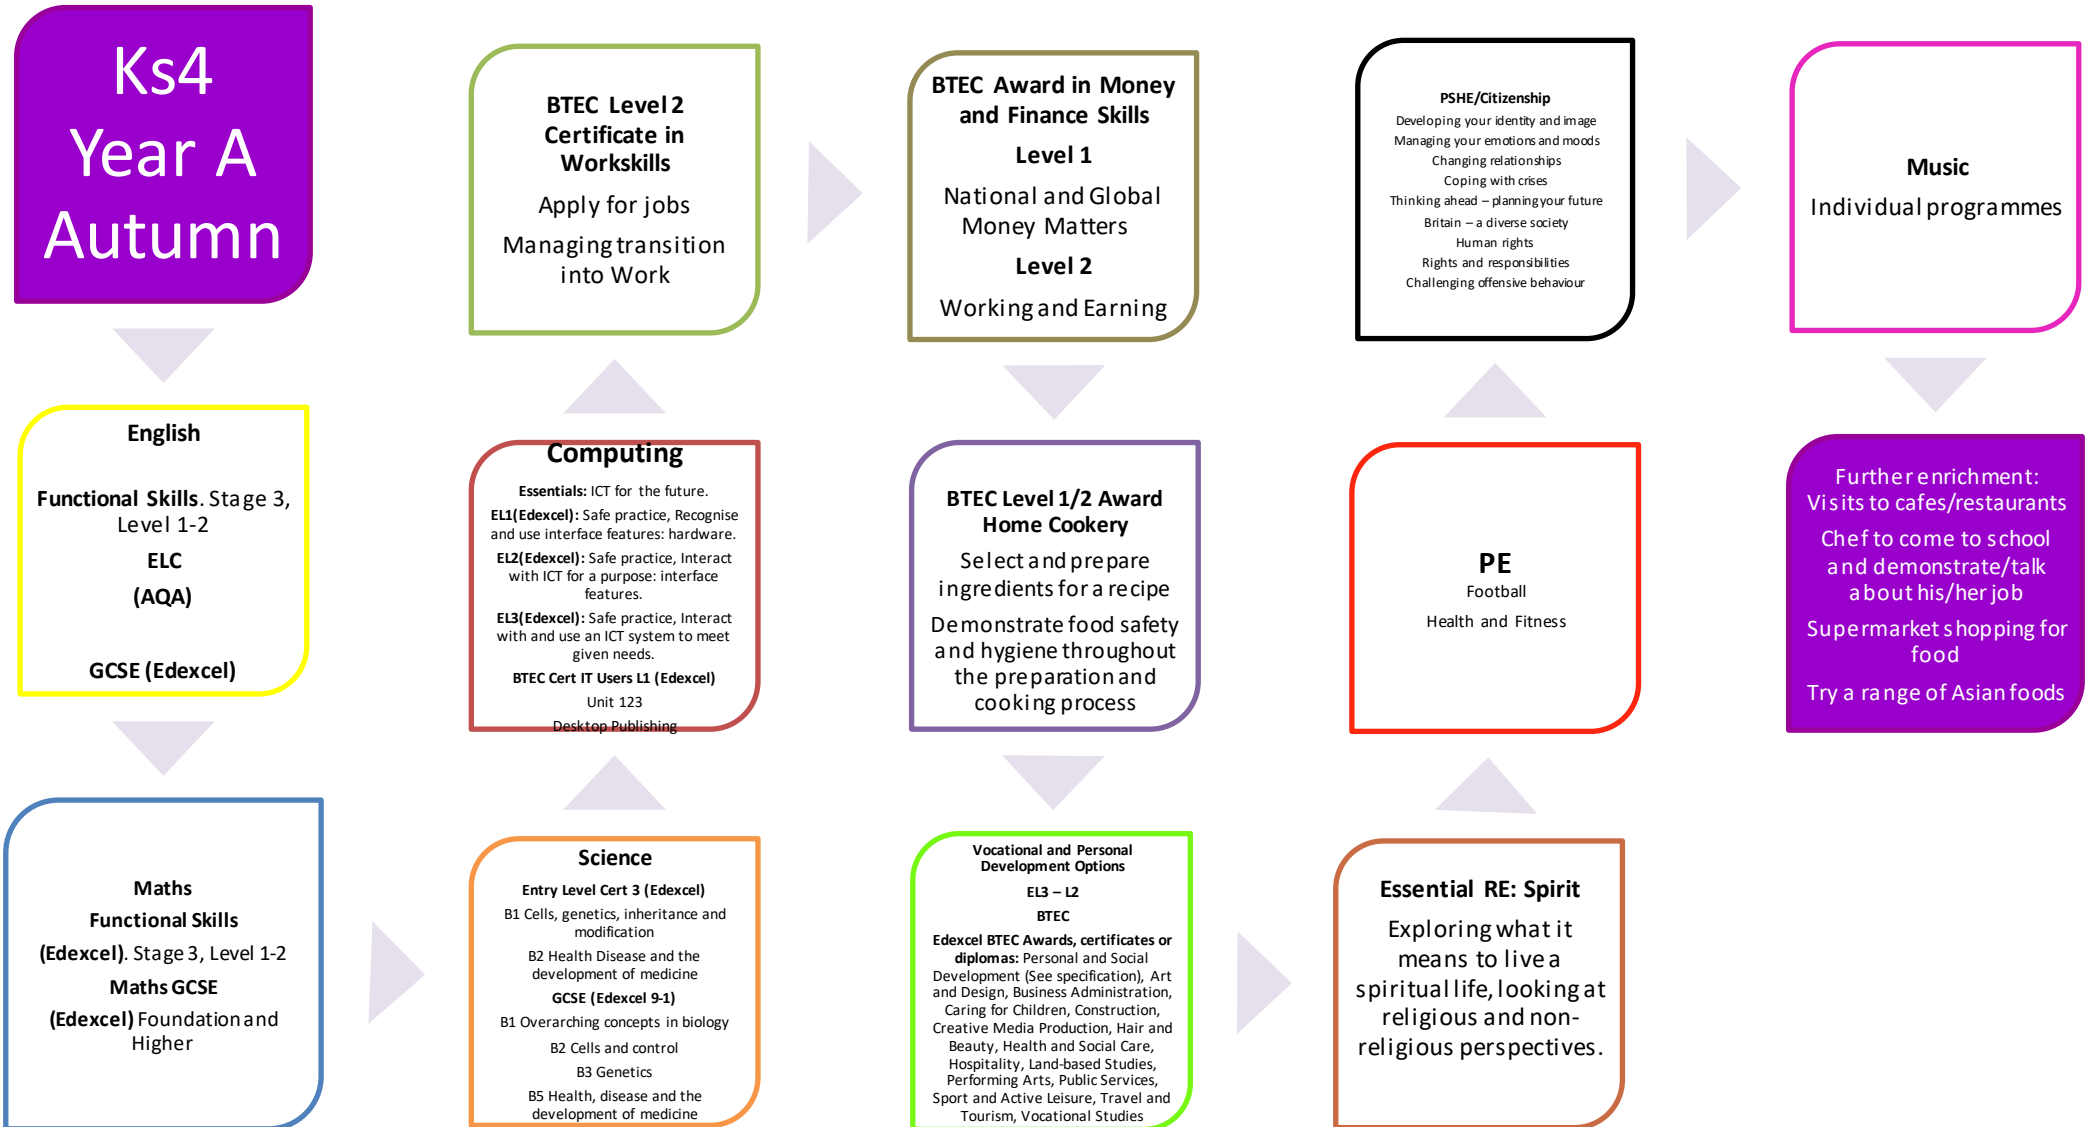 Ks4
Year A
Autumn
English
Functional Skills. Stage 3,
Level 1-2
ELC
(AQA)
GCSE (Edexcel)
Maths
Functional Skills
(Edexcel). Stage 3, Level 1-2
Maths GCSE
(Edexcel) Foundation and
Higher
Science
Entry Level Cert 3 (Edexcel)
B1 Cells, genetics, inheritance and
modification
B2 Health Disease and the
development of medicine
GCSE (Edexcel 9-1)
B1 Overarching concepts in biology
B2 Cells and control
B3 Genetics
B5 Health, disease and the
development of medicine
Computing
Essentials: ICT for the future.
EL1(Edexcel): Safe practice, Recognise
and use interface features: hardware.
EL2(Edexcel): Safe practice, Interact
with ICT for a purpose: interface
features.
EL3(Edexcel): Safe practice, Interact
with and use an ICT system to meet
given needs.
BTEC Cert IT Users L1 (Edexcel)
Unit 123
Desktop Publishing
BTEC Level 2
Certificate in
Workskills
Apply for jobs
Managing transition
into Work
BTEC Award in Money
and Finance Skills
Level 1
National and Global
Money Matters
Level 2
Working and Earning
BTEC Level 1/2 Award
Home Cookery
Select and prepare
ingredients for a recipe
Demonstrate food safety
and hygiene throughout
the preparation and
cooking process
Vocational and Personal
Development Options
EL3 – L2
BTEC
Edexcel BTEC Awards, certificates or
diplomas: Personal and Social
Development (See specification), Art
and Design, Business Administration,
Caring for Children, Construction,
Creative Media Production, Hair and
Beauty, Health and Social Care,
Hospitality, Land-based Studies,
Performing Arts, Public Services,
Sport and Active Leisure, Travel and
Tourism, Vocational Studies
Essential RE: Spirit
Exploring what it
means to live a
spiritual life, looking at
religious and non-
religious perspectives.
PE
Football
Health and Fitness
PSHE/Citizenship
Developing your identity and image
Managing your emotions and moods
Changing relationships
Coping with crises
Thinking ahead – planning your future
Britain – a diverse society
Human rights
Rights and responsibilities
Challenging offensive behaviour
Music
Individual programmes
Further enrichment:
Visits to cafes/restaurants
Chef to come to school
and demonstrate/talk
about his/her job
Supermarket shopping for
food
Try a range of Asian foods